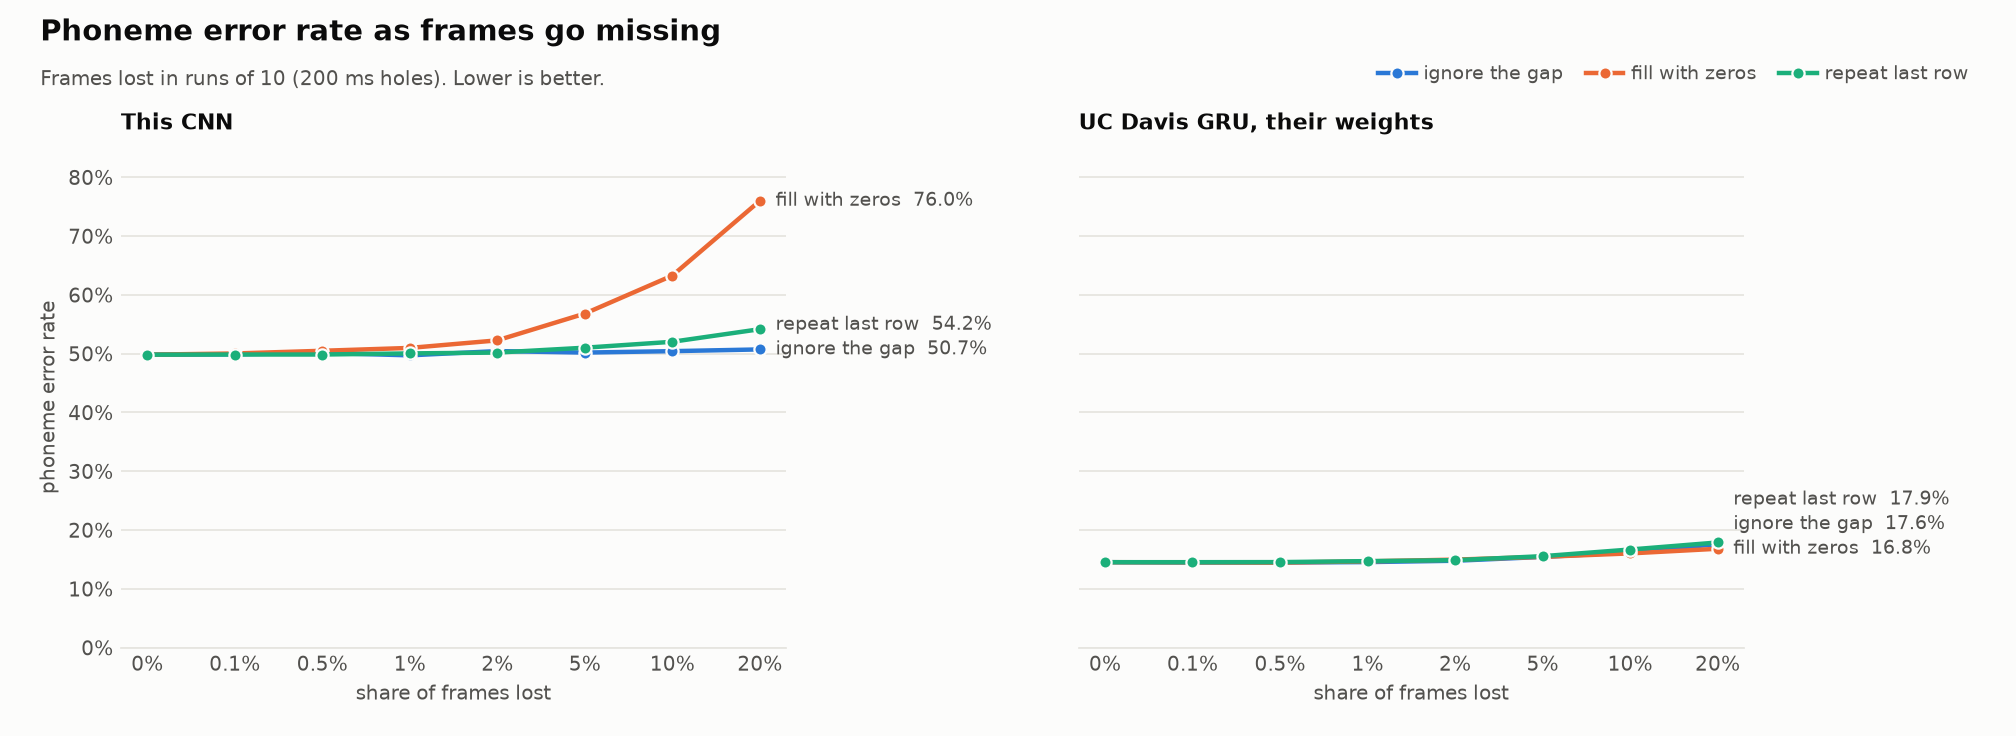 Phoneme error rate as frames go missing
Frames lost in runs of 10 (200 ms holes). Lower is better.
ignore the gap fill with zeros repeat last row
This CNN
80%
70%
60%
50%
40%
30%
20%
10%
0%
phoneme error rate
fill with zeros 76.0%
repeat last row 54.2%
ignore the gap 50.7%
0% 0.1% 0.5% 1% 2% 5% 10% 20%
share of frames lost
UC Davis GRU, their weights
repeat last row 17.9%
ignore the gap 17.6%
fill with zeros 16.8%
0% 0.1% 0.5% 1% 2% 5% 10% 20%
share of frames lost